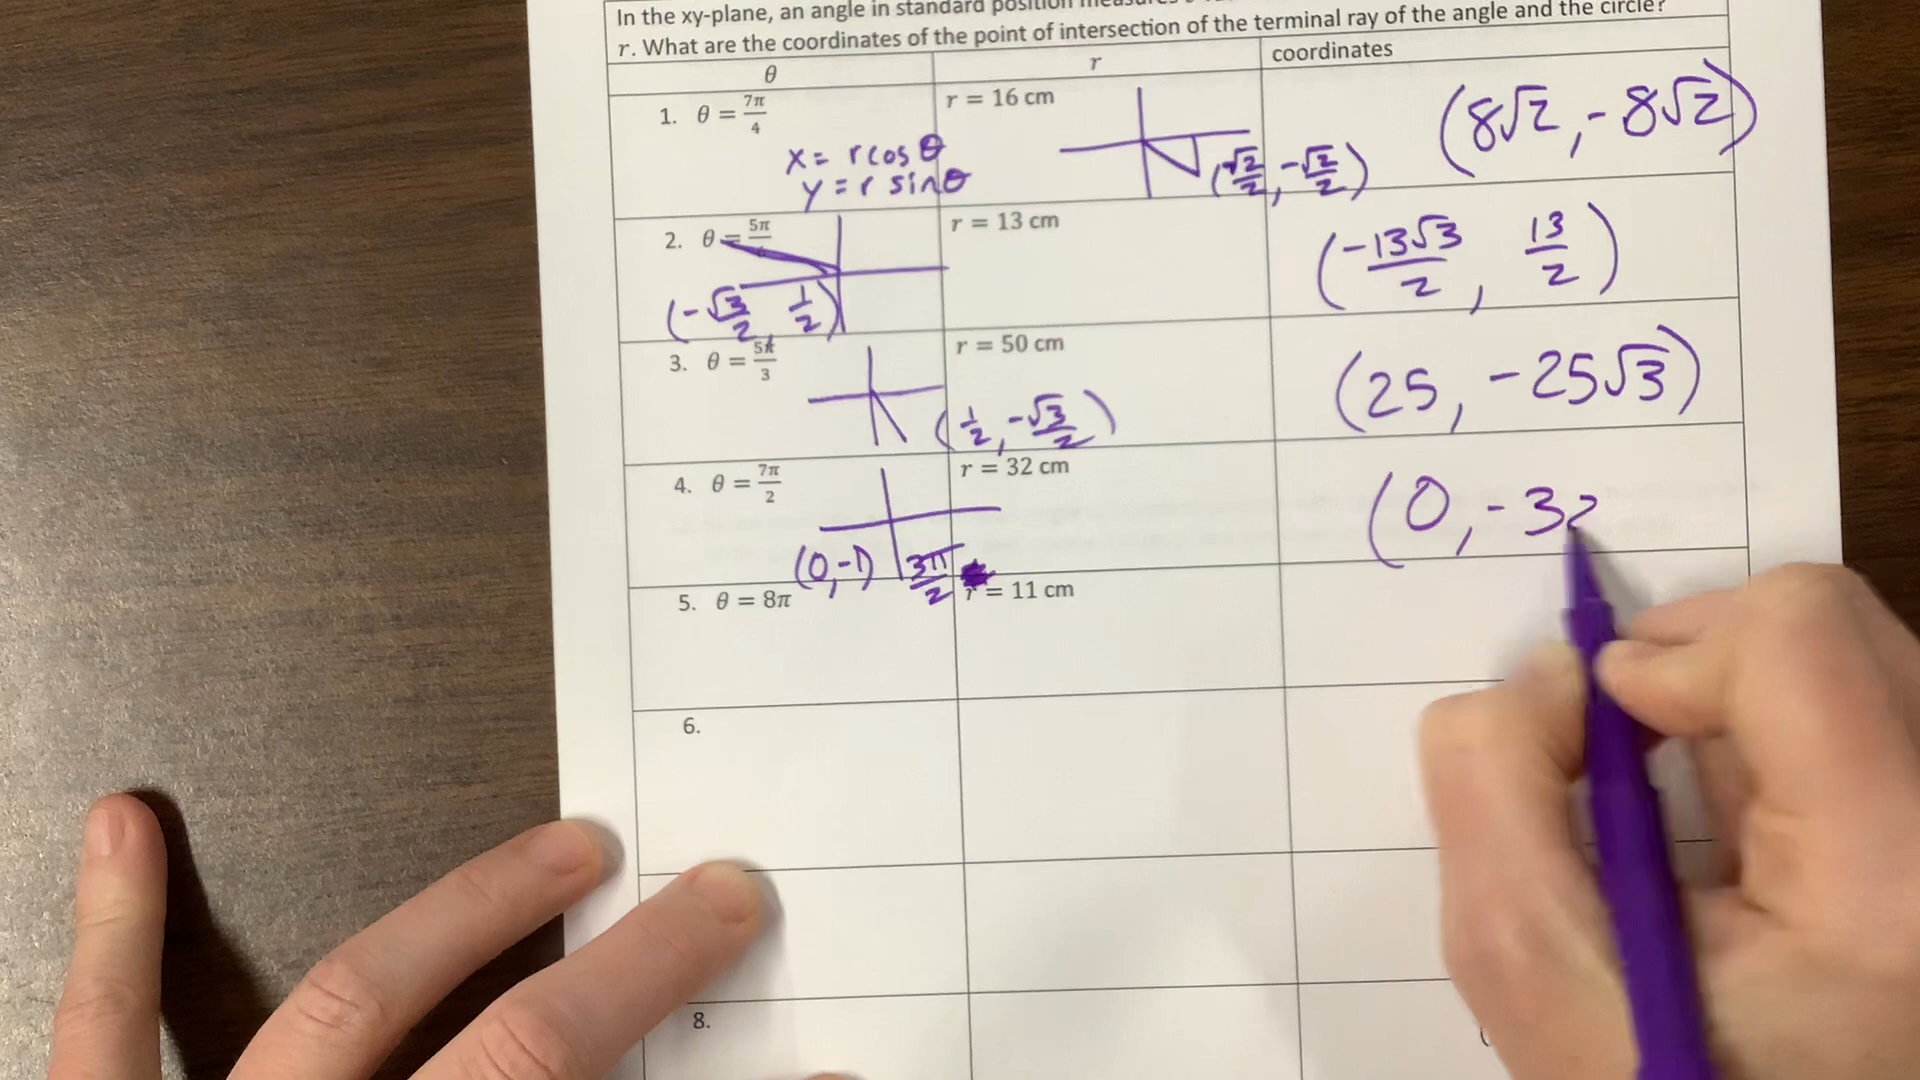 In the xy-plane, an angle in standard position
r. What are the coordinates of the point of intersection of the terminal ray of the angle and the circle?
θ r coordinates
1. θ = 7π/4 r = 16 cm (8√2, -8√2)
x = r cos θ
y = r sin θ
(√2/2, -√2/2)
2. θ = 5π r = 13 cm (-13√3/2, 13/2)
(-√3/2, 1/2)
3. θ = 5π/3 r = 50 cm (25, -25√3)
(1/2, -√3/2)
4. θ = 7π/2 r = 32 cm (0, -32
(0,-1) 3π/2
5. θ = 8π r = 11 cm
6.
8.